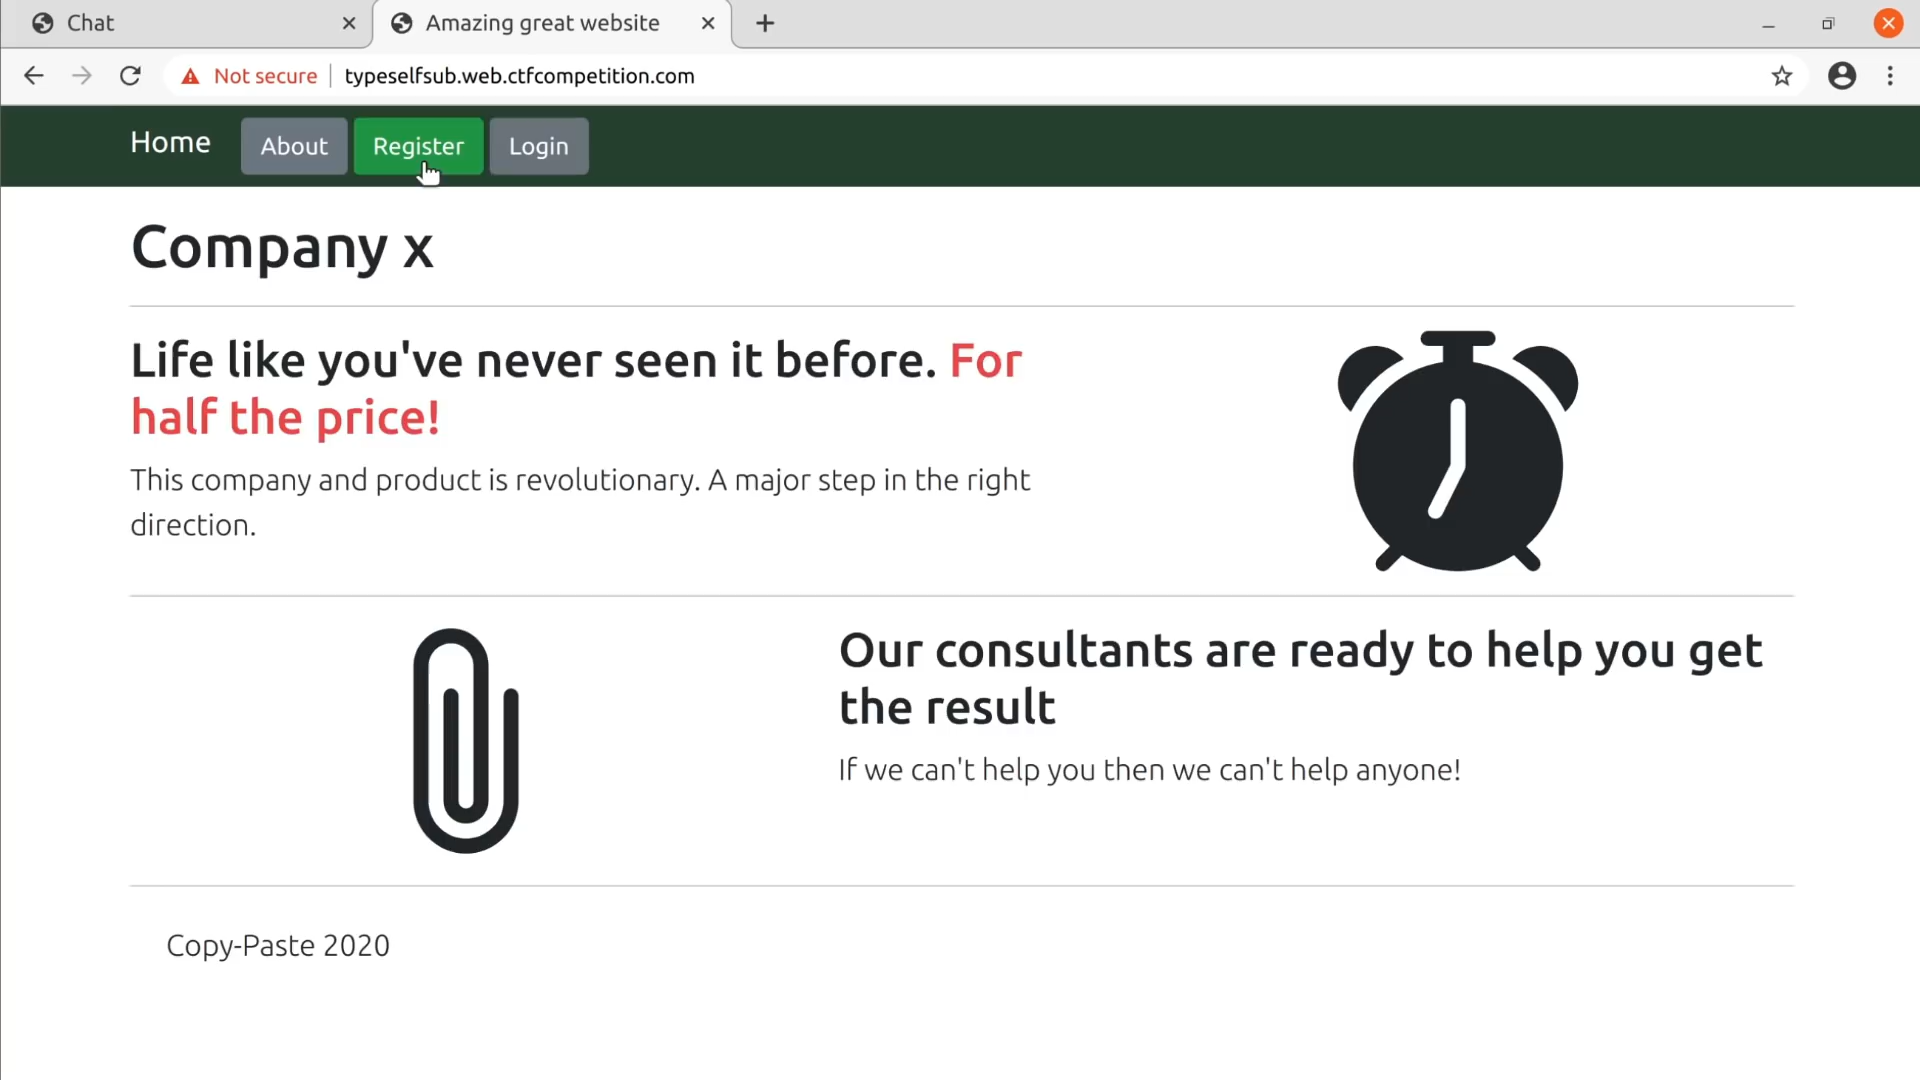 Chat
Amazing great website
Not secure
typeselfsub.web.ctfcompetition.com
Home
About
Register
Login
Company x
Life like you've never seen it before. For
half the price!
This company and product is revolutionary. A major step in the right
direction.
Our consultants are ready to help you get
the result
If we can't help you then we can't help anyone!
Copy-Paste 2020